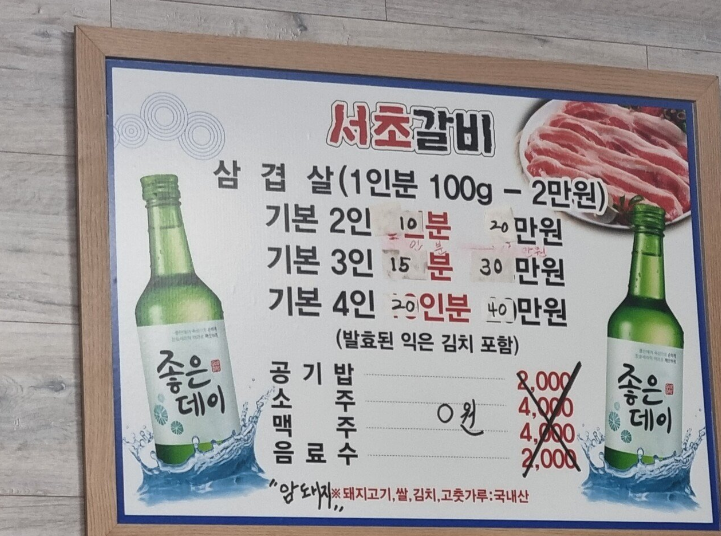 서초갈비
삼겹살(1인분 100g - 2만원)
기본 2인 10인분 20만원
기본 3인 15분 30만원
기본 4인 20인분 40만원
(발효된 익은 김치 포함)
공기밥 2,000
소주 4,000
0원
맥주 4,000
음료수 2,000
"암돼지" ※돼지고기,쌀,김치,고춧가루:국내산
좋은데이
좋은데이